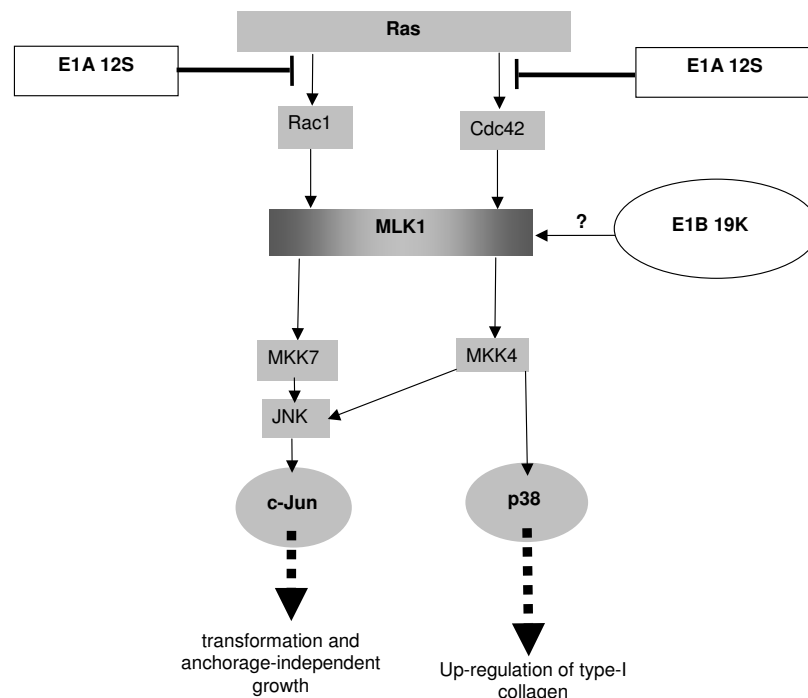 Ras
E1A 12S
E1A 12S
Rac1
Cdc42
MLK1
?
E1B 19K
MKK7
MKK4
JNK
c-Jun
p38
transformation and
anchorage-independent
growth
Up-regulation of type-I
collagen